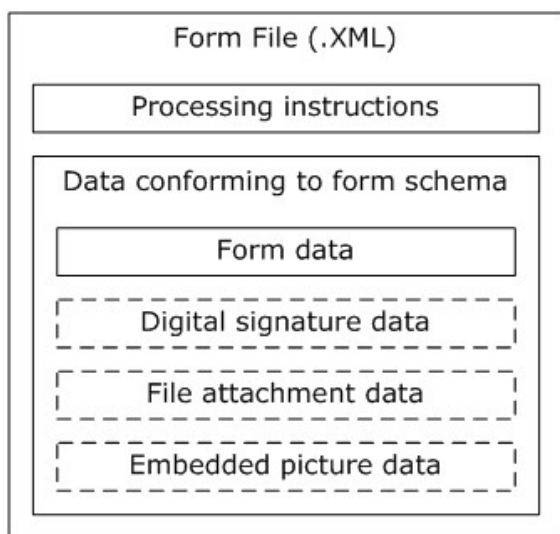 Form File (.XML)
Processing instructions
Data conforming to form schema
Form data
Digital signature data
File attachment data
Embedded picture data